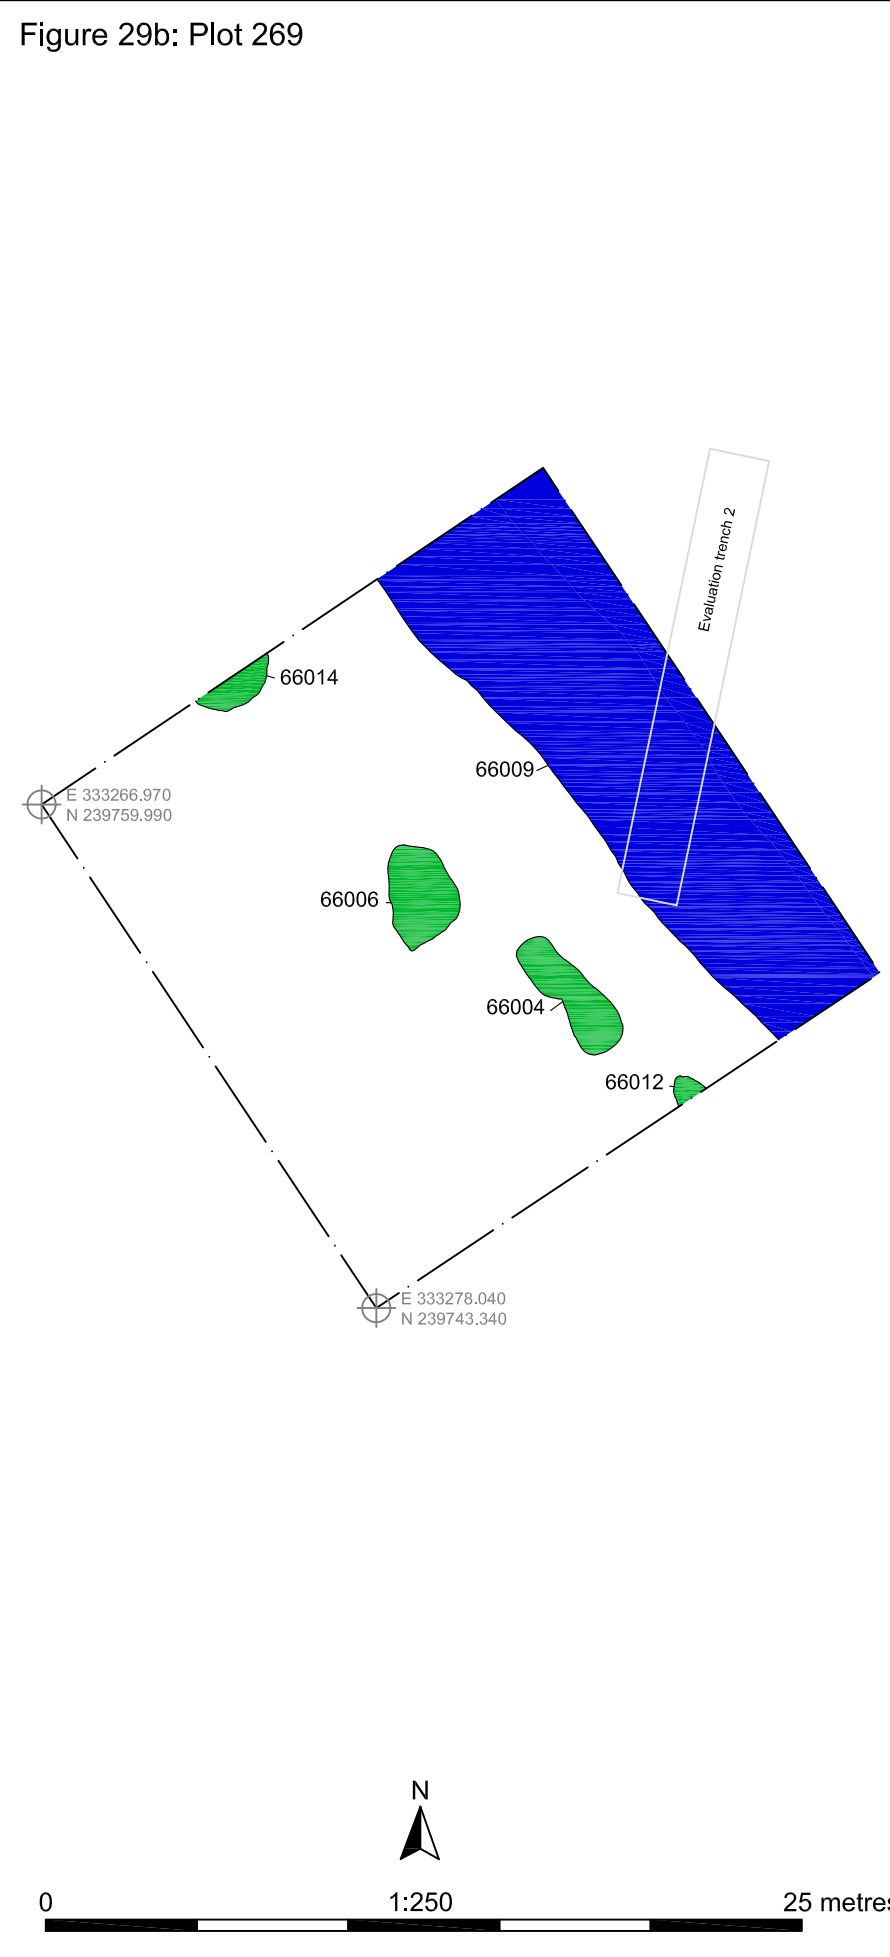 Figure 29b: Plot 269
Evaluation trench 2
66014
66009
E 333266.970
N 239759.990
66006
66004
66012
E 333278.040
N 239743.340
N
0 1:250 25 metres